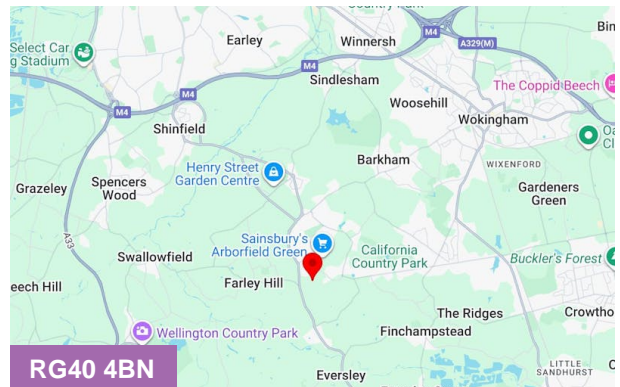 Country Park
Earley
Winnersh
M4
A329(M)
Bin
Select Car
g Stadium
M4
Sindlesham
The Coppid Beech
M4
Woosehill
M4
Wokingham
Shinfield
Henry Street
Garden Centre
Barkham
WIXENFORD
Grazeley
Spencers
Wood
Gardeners
Green
A33
Sainsbury's
Arborfield Green
California
Country Park
Swallowfield
Buckler's Forest
eech Hill
Farley Hill
The Ridges
Crowtho
Wellington Country Park
Finchampstead
RG40 4BN
Eversley
LITTLE
SANDHURST